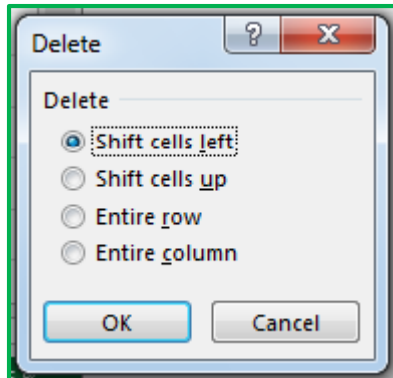 Delete
Delete
Shift cells left
Shift cells up
Entire row
Entire column
OK Cancel